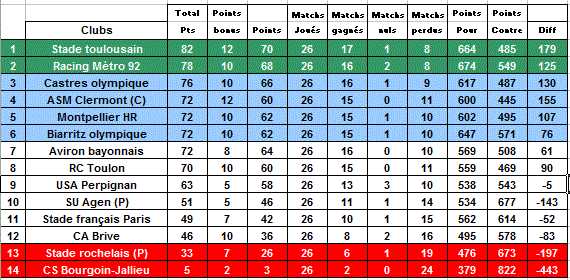 Total Points Matchs Matchs Matchs Matchs Points Points
Clubs Pts bonus Points Joués gagnés nuls perdus Pour Contre Diff
1 Stade toulousain 82 12 70 26 17 1 8 664 485 179
2 Racing Métro 92 78 10 68 26 16 2 8 674 549 125
3 Castres olympique 76 10 66 26 16 1 9 617 487 130
4 ASM Clermont (C) 72 12 60 26 15 0 11 600 445 155
5 Montpellier HR 72 10 62 26 15 1 10 602 495 107
6 Biarritz olympique 72 10 62 26 15 1 10 647 571 76
7 Aviron bayonnais 72 8 64 26 16 0 10 569 508 61
8 RC Toulon 70 10 60 26 15 0 11 559 469 90
9 USA Perpignan 63 5 58 26 13 3 10 538 543 -5
10 SU Agen (P) 51 5 46 26 11 1 14 534 677 -143
11 Stade français Paris 49 7 42 26 10 1 15 562 614 -52
12 CA Brive 46 10 36 26 8 2 16 495 578 -83
13 Stade rochelais (P) 33 7 26 26 6 1 19 476 673 -197
14 CS Bourgoin-Jallieu 5 2 3 26 2 0 24 379 822 -443